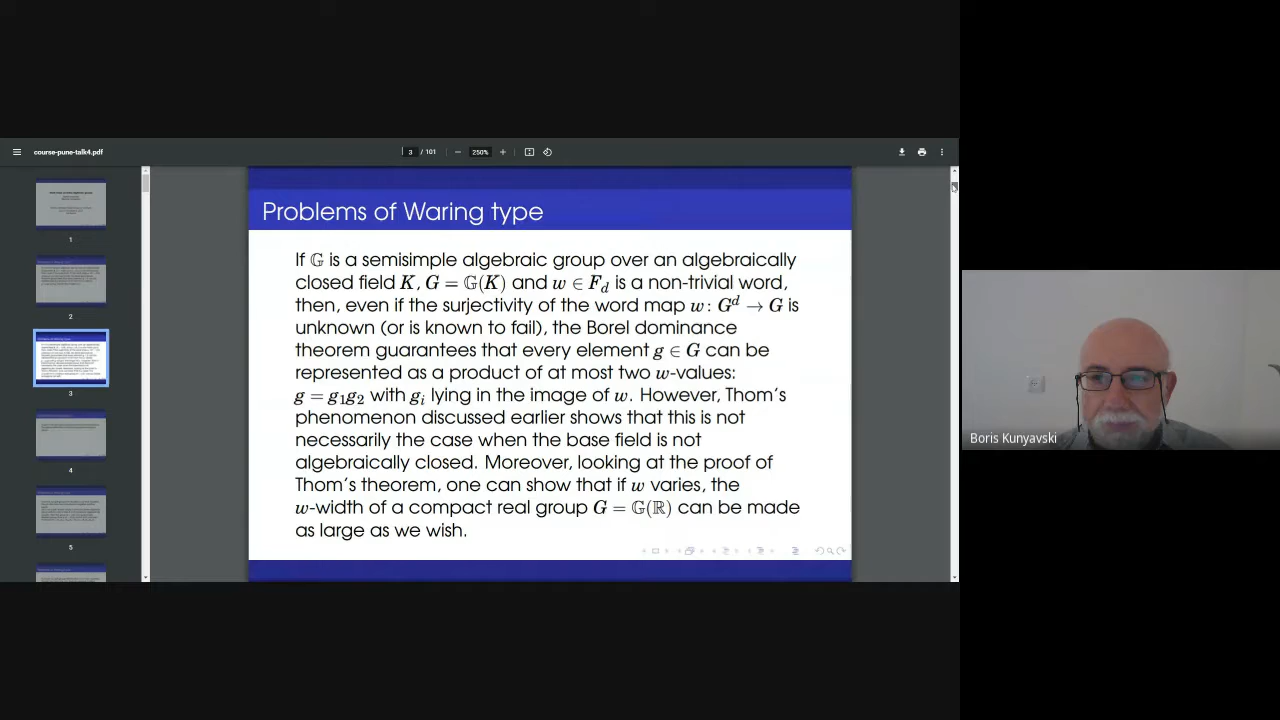 course-pune-talk4.pdf
3 / 101
250%
Problems of Waring type
If 𝔾 is a semisimple algebraic group over an algebraically
closed field K, G = 𝔾(K) and w ∈ F_d is a non-trivial word,
then, even if the surjectivity of the word map w: G^d → G is
unknown (or is known to fail), the Borel dominance
theorem guarantees that every element g ∈ G can be
represented as a product of at most two w-values:
g = g₁g₂ with g_i lying in the image of w. However, Thom's
phenomenon discussed earlier shows that this is not
necessarily the case when the base field is not
algebraically closed. Moreover, looking at the proof of
Thom's theorem, one can show that if w varies, the
w-width of a compact real group G = 𝔾(ℝ) can be made
as large as we wish.
1
2
3
4
5
Boris Kunyavski